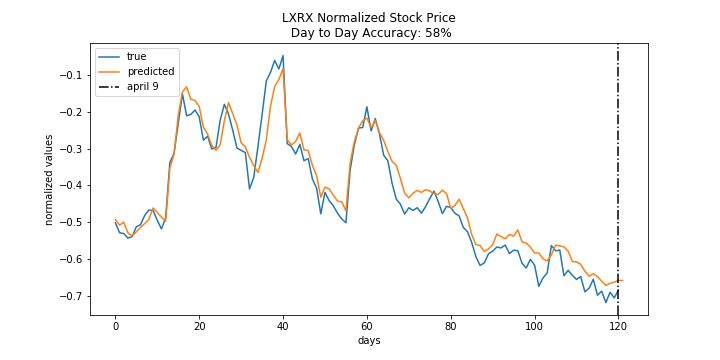 LXRX Normalized Stock Price
Day to Day Accuracy: 58%
true
predicted
april 9
normalized values
−0.1
−0.2
−0.3
−0.4
−0.5
−0.6
−0.7
0 20 40 60 80 100 120
days